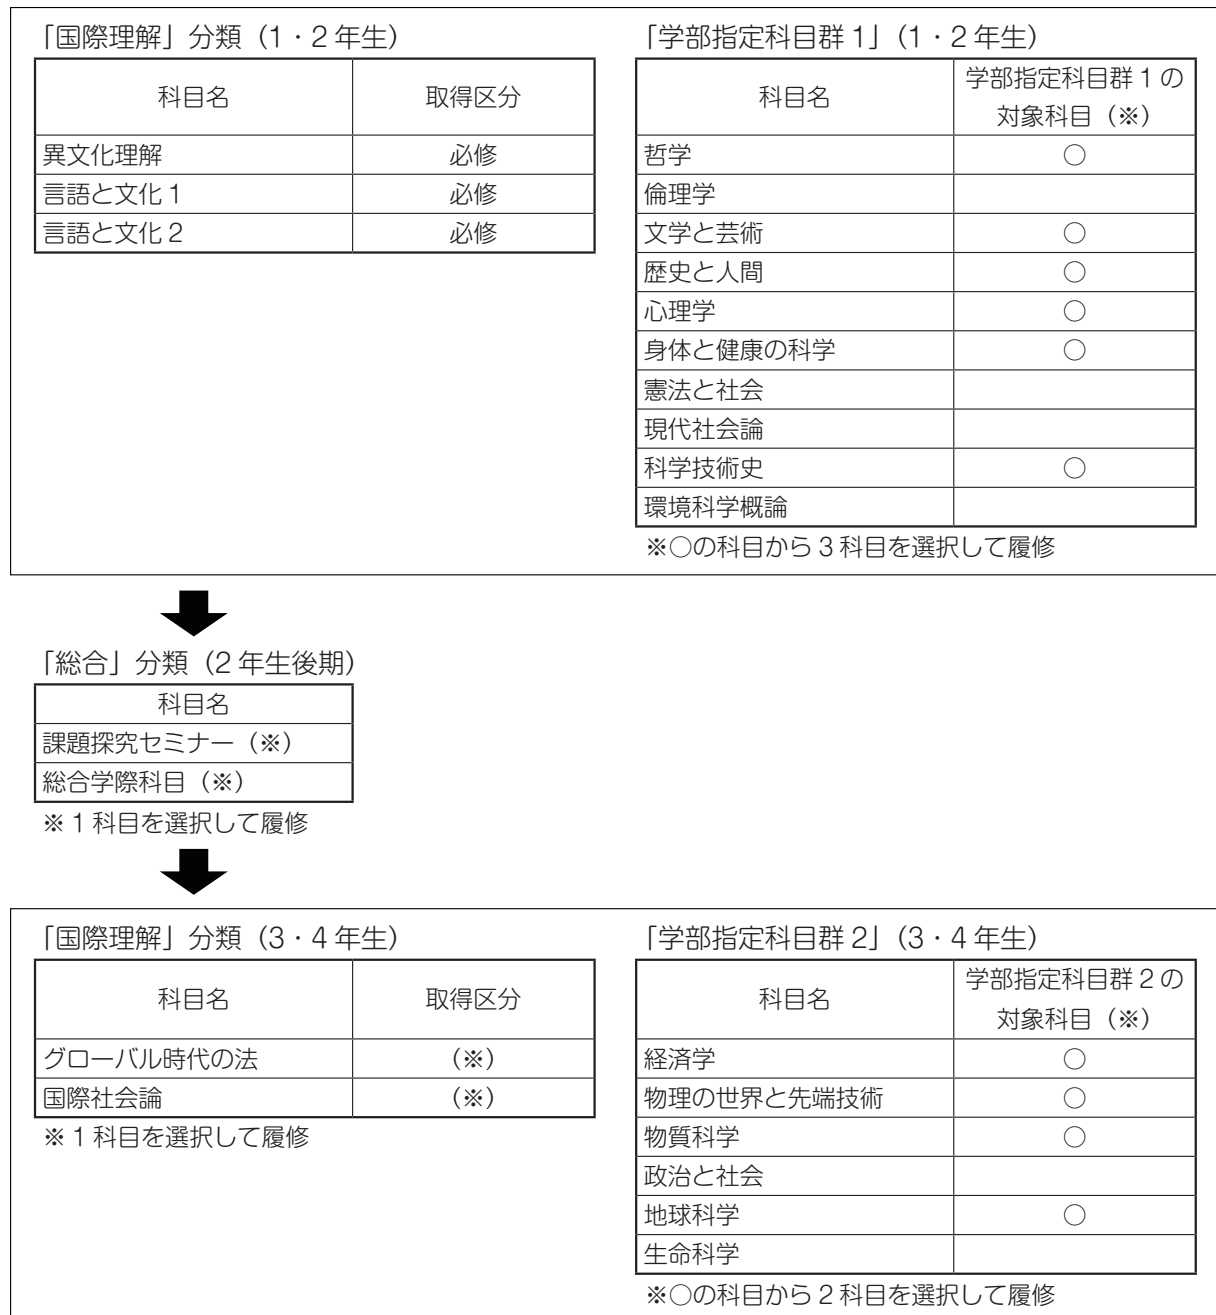 「国際理解」分類（1・2年生）
科目名 取得区分
異文化理解 必修
言語と文化1 必修
言語と文化2 必修
「学部指定科目群1」（1・2年生）
科目名 学部指定科目群1の
対象科目（※）
哲学 ○
倫理学
文学と芸術 ○
歴史と人間 ○
心理学 ○
身体と健康の科学 ○
憲法と社会
現代社会論
科学技術史 ○
環境科学概論
※○の科目から3科目を選択して履修
「総合」分類（2年生後期）
科目名
課題探究セミナー（※）
総合学際科目（※）
※1科目を選択して履修
「国際理解」分類（3・4年生）
科目名 取得区分
グローバル時代の法 （※）
国際社会論 （※）
※1科目を選択して履修
「学部指定科目群2」（3・4年生）
科目名 学部指定科目群2の
対象科目（※）
経済学 ○
物理の世界と先端技術 ○
物質科学 ○
政治と社会
地球科学 ○
生命科学
※○の科目から2科目を選択して履修